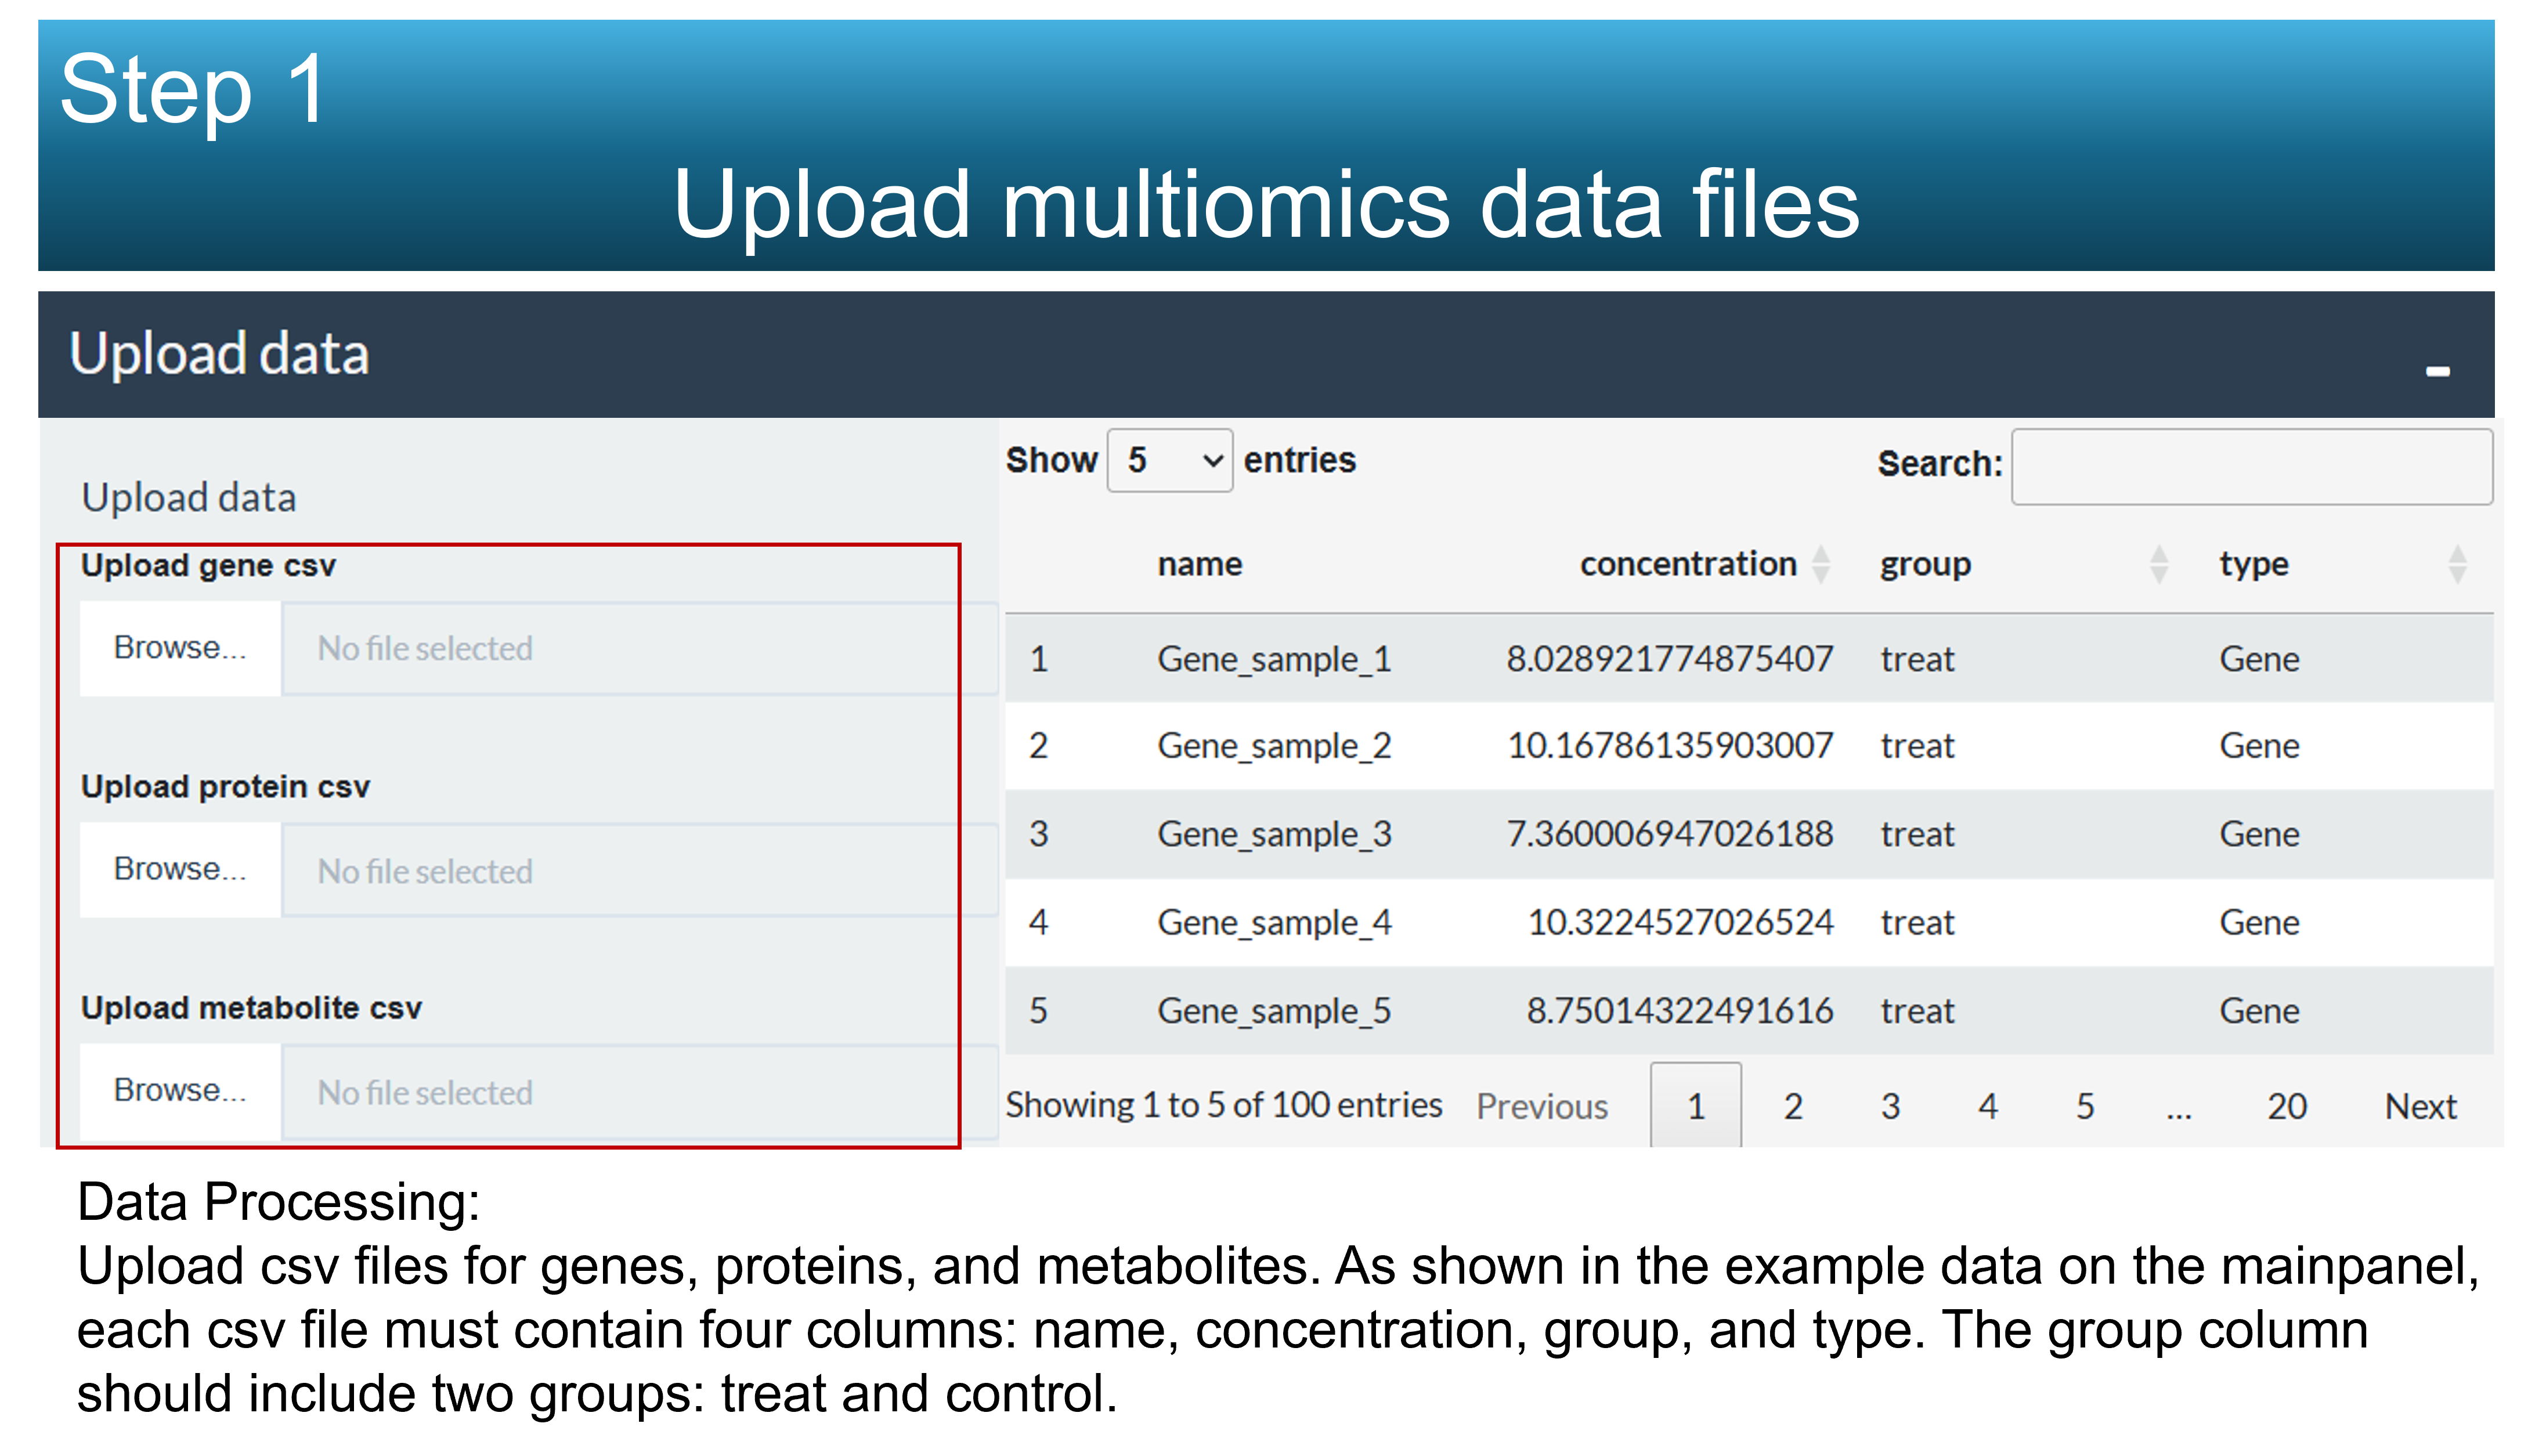 Step 1
Upload multiomics data files
Upload data
Upload data
Upload gene csv
Browse... No file selected
Upload protein csv
Browse... No file selected
Upload metabolite csv
Browse... No file selected
Show 5 entries Search:
name concentration group type
1 Gene_sample_1 8.028921774875407 treat Gene
2 Gene_sample_2 10.16786135903007 treat Gene
3 Gene_sample_3 7.360006947026188 treat Gene
4 Gene_sample_4 10.3224527026524 treat Gene
5 Gene_sample_5 8.75014322491616 treat Gene
Showing 1 to 5 of 100 entries Previous 1 2 3 4 5 ... 20 Next
Data Processing:
Upload csv files for genes, proteins, and metabolites. As shown in the example data on the mainpanel,
each csv file must contain four columns: name, concentration, group, and type. The group column
should include two groups: treat and control.